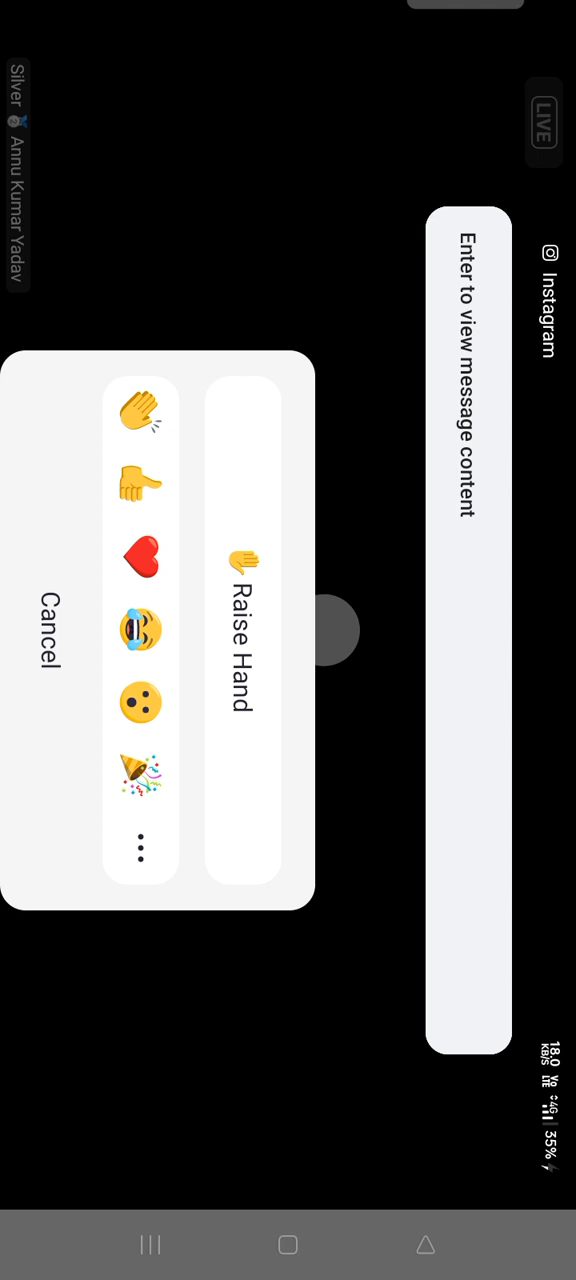 Instagram
18.0 KB/S Vo LTE 4G 35%
LIVE
Enter to view message content
✋ Raise Hand
Cancel
Silver 🥈 Annu Kumar Yadav